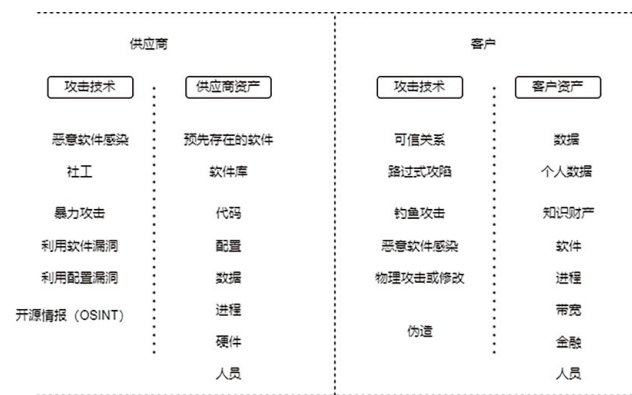 供应商
客户
攻击技术
供应商资产
攻击技术
客户资产
恶意软件感染
预先存在的软件
可信关系
数据
社工
软件库
路过式攻陷
个人数据
暴力攻击
代码
钓鱼攻击
知识财产
利用软件漏洞
配置
恶意软件感染
软件
利用配置漏洞
数据
物理攻击或修改
进程
开源情报（OSINT）
进程
伪造
带宽
硬件
金融
人员
人员